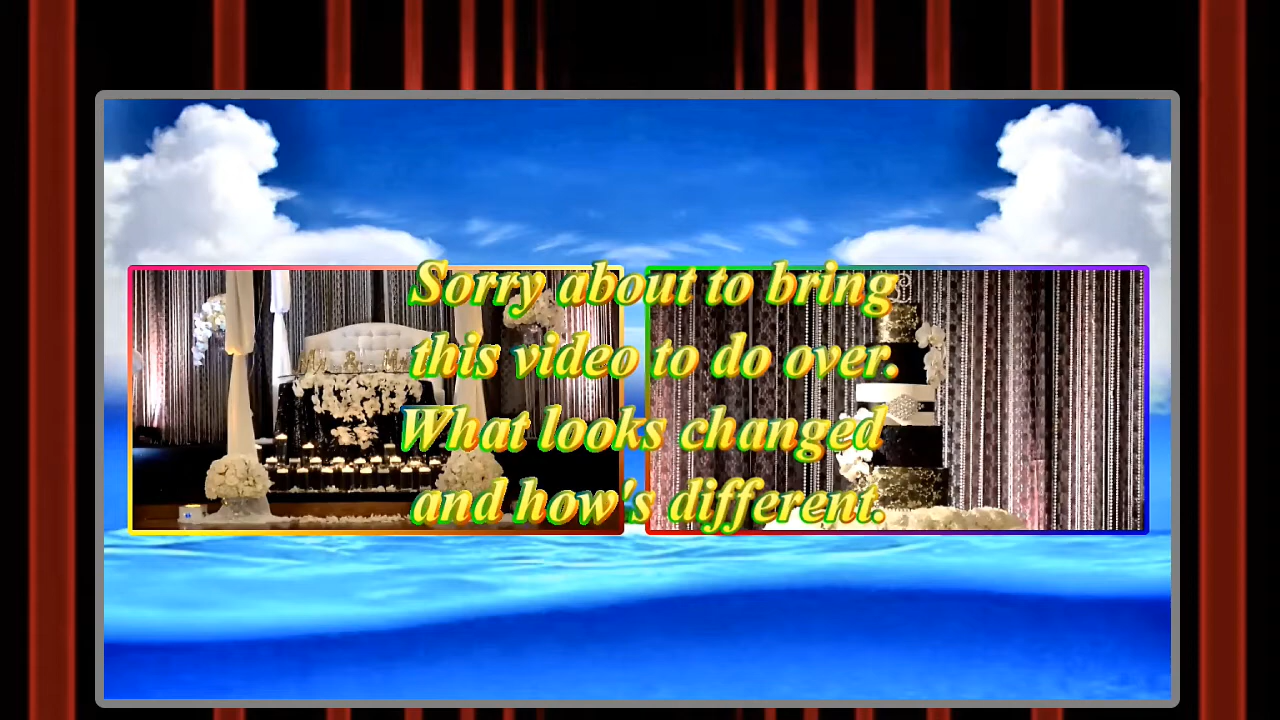 Sorry about to bring
this video to do over.
What looks changed
and how's different.